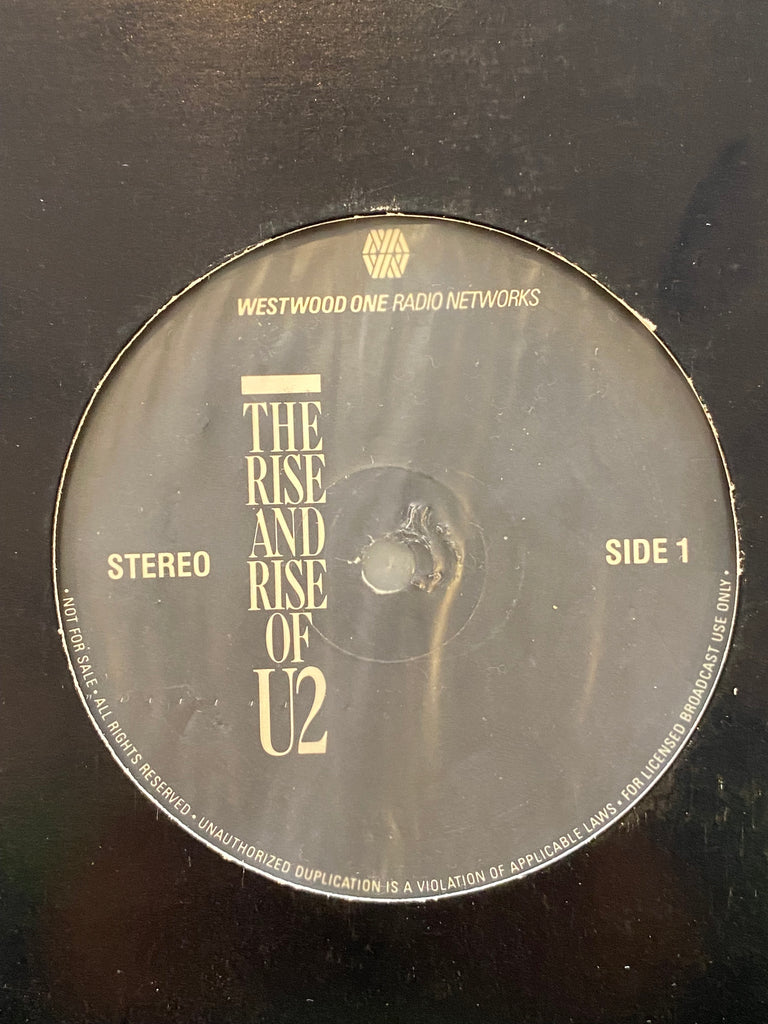 WESTWOOD ONE RADIO NETWORKS
THE
RISE
AND
RISE
OF
U2
STEREO
SIDE 1
• NOT FOR SALE • ALL RIGHTS RESERVED • UNAUTHORIZED DUPLICATION IS A VIOLATION OF APPLICABLE LAWS • FOR LICENSED BROADCAST USE ONLY •